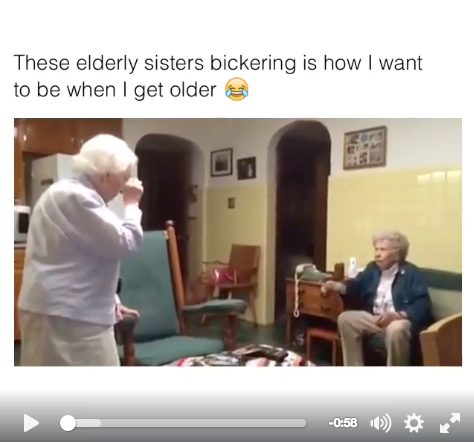 These elderly sisters bickering is how I want
to be when I get older 😂
-0:58